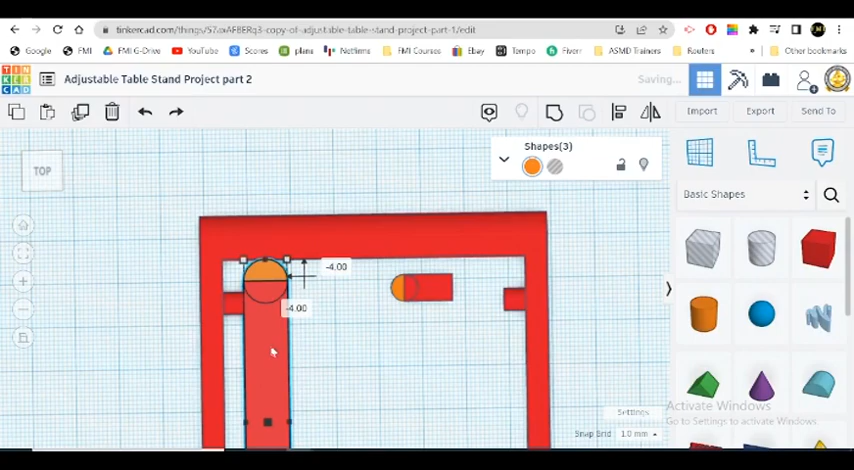 tinkercad.com/things/57axAFBERq3-copy-of-adjustable-table-stand-project-part-1/edit
Google FMI FMI G-Drive YouTube Scores plans Netfirms FMI Courses Ebay Tempo Fiverr ASMD Trainers Routers » Other bookmarks
TIN
KER
CAD
Adjustable Table Stand Project part 2
Saving...
Import Export Send To
Shapes(3)
TOP
Basic Shapes
-4.00
-4.00
Settings
Snap Grid 1.0 mm
Activate Windows
Go to Settings to activate Windows.